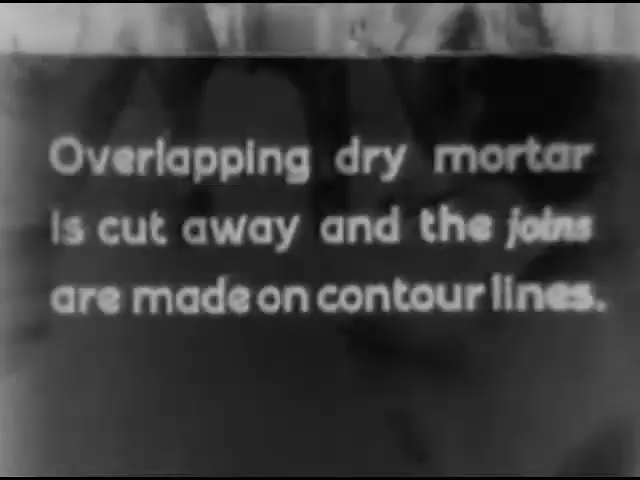 Overlapping dry mortar
is cut away and the joins
are made on contour lines.